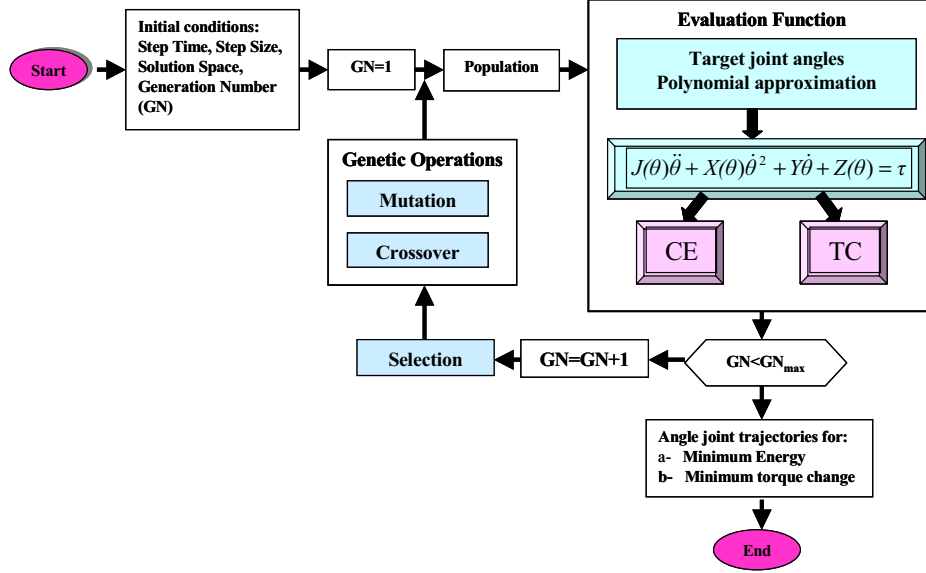 Start
Initial conditions:
Step Time, Step Size,
Solution Space,
Generation Number
(GN)
GN=1
Population
Evaluation Function
Target joint angles
Polynomial approximation
J(θ)θ̈ + X(θ)θ̇² + Yθ̇ + Z(θ) = τ
CE
TC
Genetic Operations
Mutation
Crossover
Selection
GN=GN+1
GN<GNmax
Angle joint trajectories for:
a- Minimum Energy
b- Minimum torque change
End